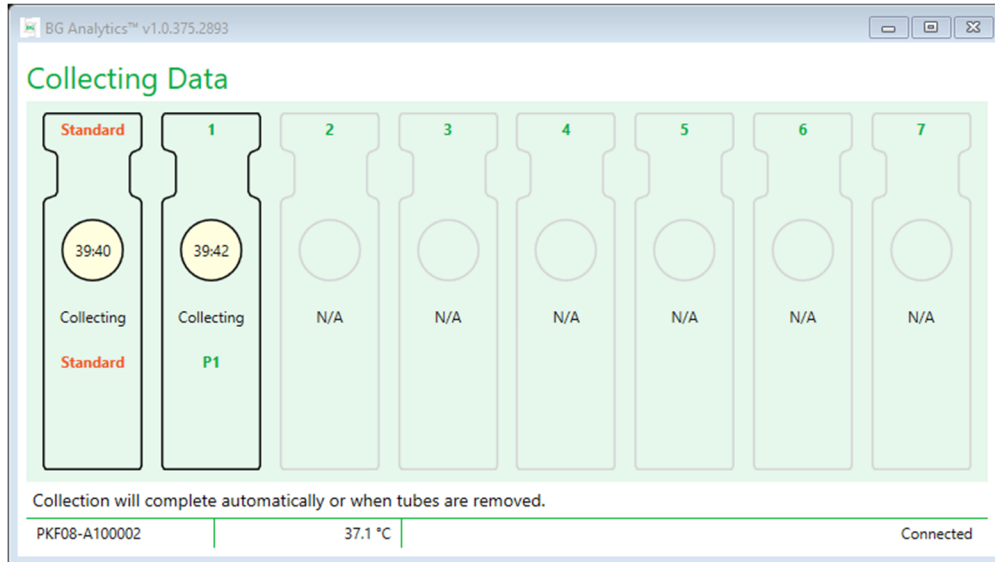 BG Analytics™ v1.0.375.2893
Collecting Data
Standard 1 2 3 4 5 6 7
39:40 39:42
Collecting Collecting N/A N/A N/A N/A N/A N/A
Standard P1
Collection will complete automatically or when tubes are removed.
PKF08-A100002 37.1 °C Connected